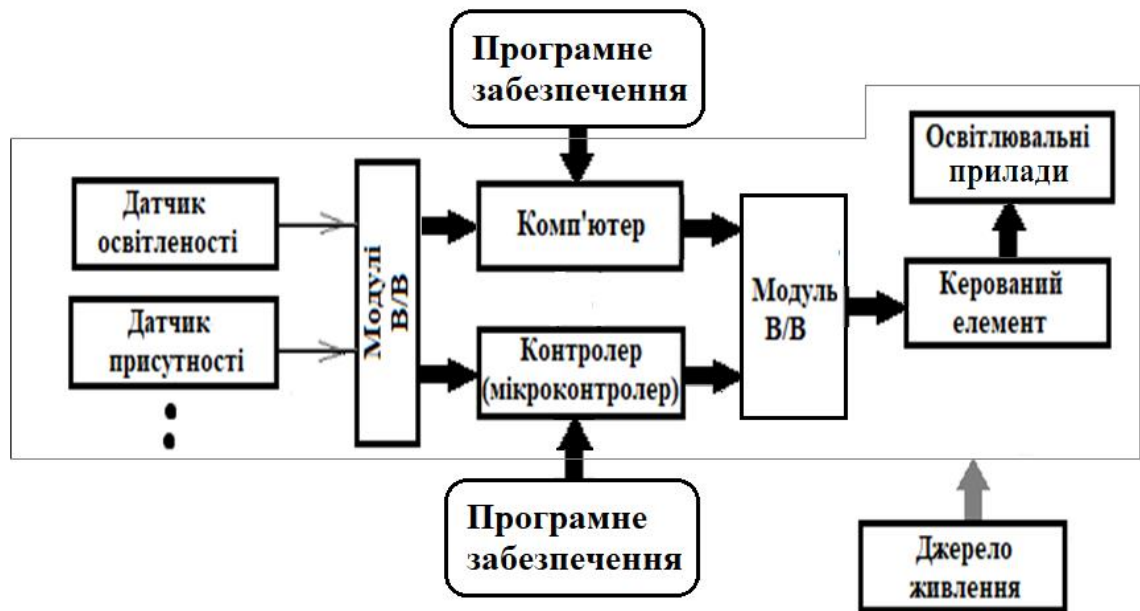 Програмне
забезпечення
Датчик
освітленості
Датчик
присутності
Модулі
В/В
Комп'ютер
Контролер
(мікроконтролер)
Модуль
В/В
Освітлювальні
прилади
Керований
елемент
Програмне
забезпечення
Джерело
живлення